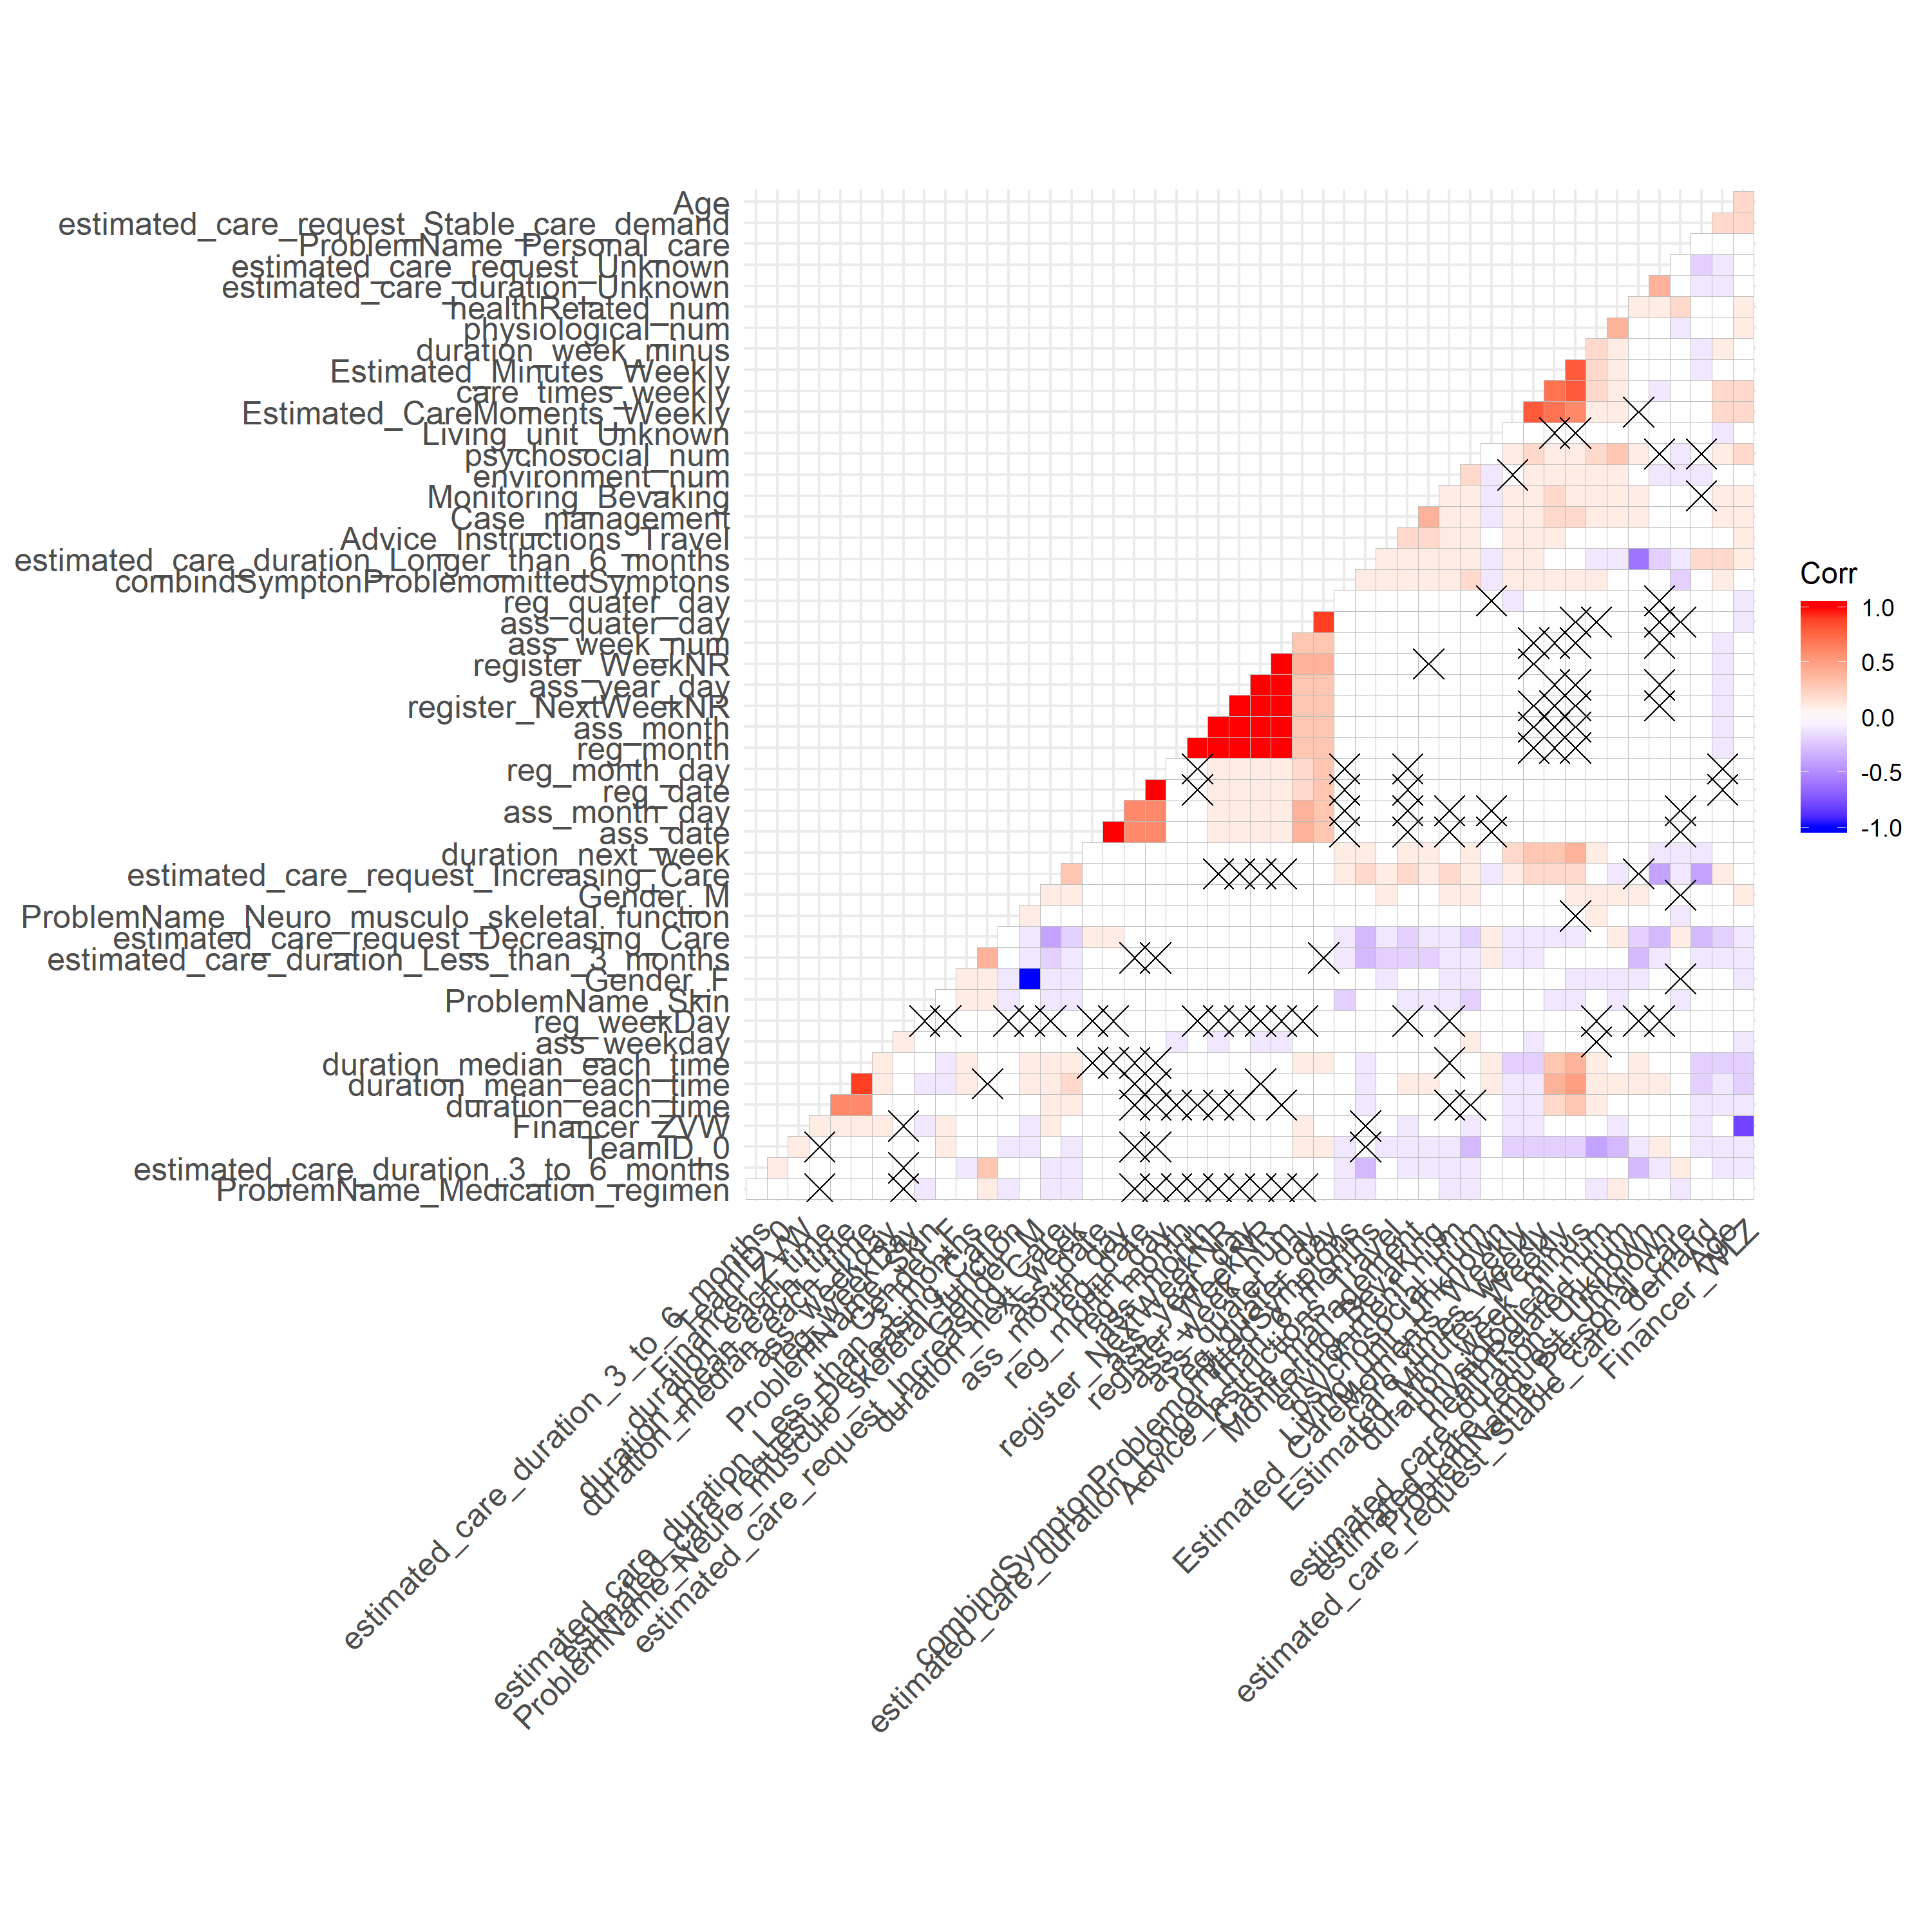 Age
estimated_care_request_Stable_care_demand
ProblemName_Personal_care
estimated_care_request_Unknown
estimated_care_duration_Unknown
healthRelated_num
physiological_num
duration_week_minus
Estimated_Minutes_Weekly
care_times_weekly
Estimated_CareMoments_Weekly
Living_unit_Unknown
psychosocial_num
environment_num
Monitoring_Bevaking
Case_management
Advice_Instructions_Travel
estimated_care_duration_Longer_than_6_months
combindSymptonProblemomittedSymptons
reg_quater_day
ass_quater_day
ass_week_num
register_WeekNR
ass_year_day
register_NextWeekNR
ass_month
reg_month
reg_month_day
reg_date
ass_month_day
ass_date
duration_next_week
estimated_care_request_Increasing_Care
Gender_M
ProblemName_Neuro_musculo_skeletal_function
estimated_care_request_Decreasing_Care
estimated_care_duration_Less_than_3_months
Gender_F
ProblemName_Skin
reg_weekDay
ass_weekday
duration_median_each_time
duration_mean_each_time
duration_each_time
Financer_ZVW
TeamID_0
estimated_care_duration_3_to_6_months
ProblemName_Medication_regimen
estimated_care_duration_3_to_6_months
TeamID_0
Financer_ZVW
duration_each_time
duration_mean_each_time
duration_median_each_time
ass_weekday
reg_weekDay
ProblemName_Skin
Gender_F
estimated_care_duration_Less_than_3_months
estimated_care_request_Decreasing_Care
ProblemName_Neuro_musculo_skeletal_function
Gender_M
estimated_care_request_Increasing_Care
duration_next_week
ass_date
ass_month_day
reg_date
reg_month_day
reg_month
ass_month
register_NextWeekNR
ass_year_day
register_WeekNR
ass_week_num
ass_quater_day
reg_quater_day
combindSymptonProblemomittedSymptons
estimated_care_duration_Longer_than_6_months
Advice_Instructions_Travel
Case_management
Monitoring_Bevaking
environment_num
psychosocial_num
Living_unit_Unknown
Estimated_CareMoments_Weekly
care_times_weekly
Estimated_Minutes_Weekly
duration_week_minus
physiological_num
healthRelated_num
estimated_care_duration_Unknown
estimated_care_request_Unknown
ProblemName_Personal_care
estimated_care_request_Stable_care_demand
Age
Financer_WLZ
Corr
1.0
0.5
0.0
-0.5
-1.0